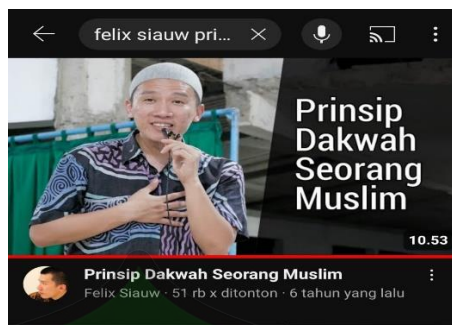 felix siauw pri...
Prinsip
Dakwah
Seorang
Muslim
10.53
Prinsip Dakwah Seorang Muslim
Felix Siauw · 51 rb x ditonton · 6 tahun yang lalu